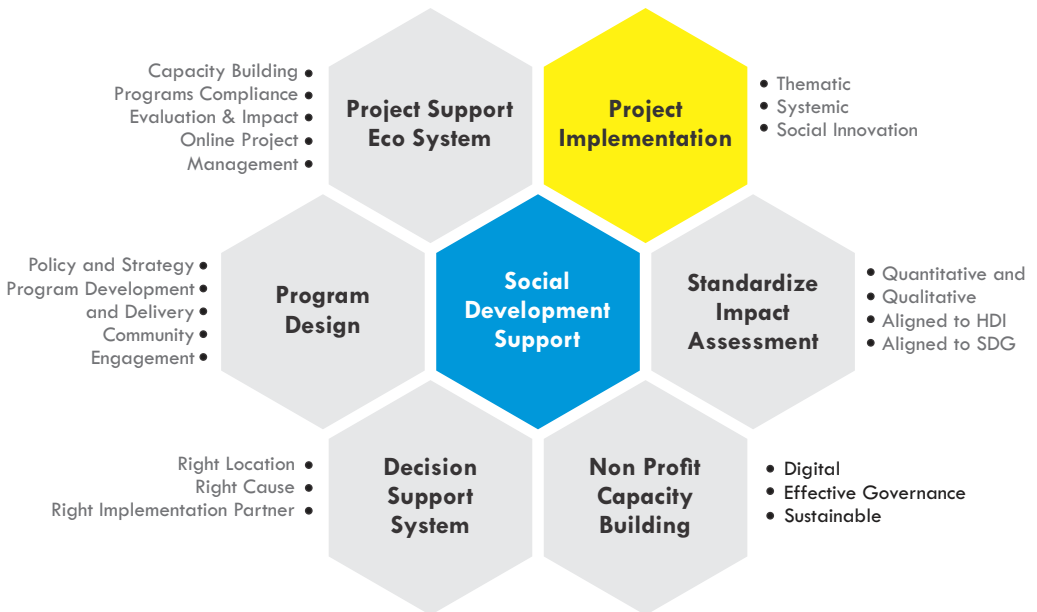 Capacity Building
Programs Compliance
Evaluation & Impact
Online Project
Management
Project Support
Eco System
Project
Implementation
Thematic
Systemic
Social Innovation
Policy and Strategy
Program Development
and Delivery
Community
Engagement
Program
Design
Social
Development
Support
Standardize
Impact
Assessment
Quantitative and
Qualitative
Aligned to HDI
Aligned to SDG
Right Location
Right Cause
Right Implementation Partner
Decision
Support
System
Non Profit
Capacity
Building
Digital
Effective Governance
Sustainable